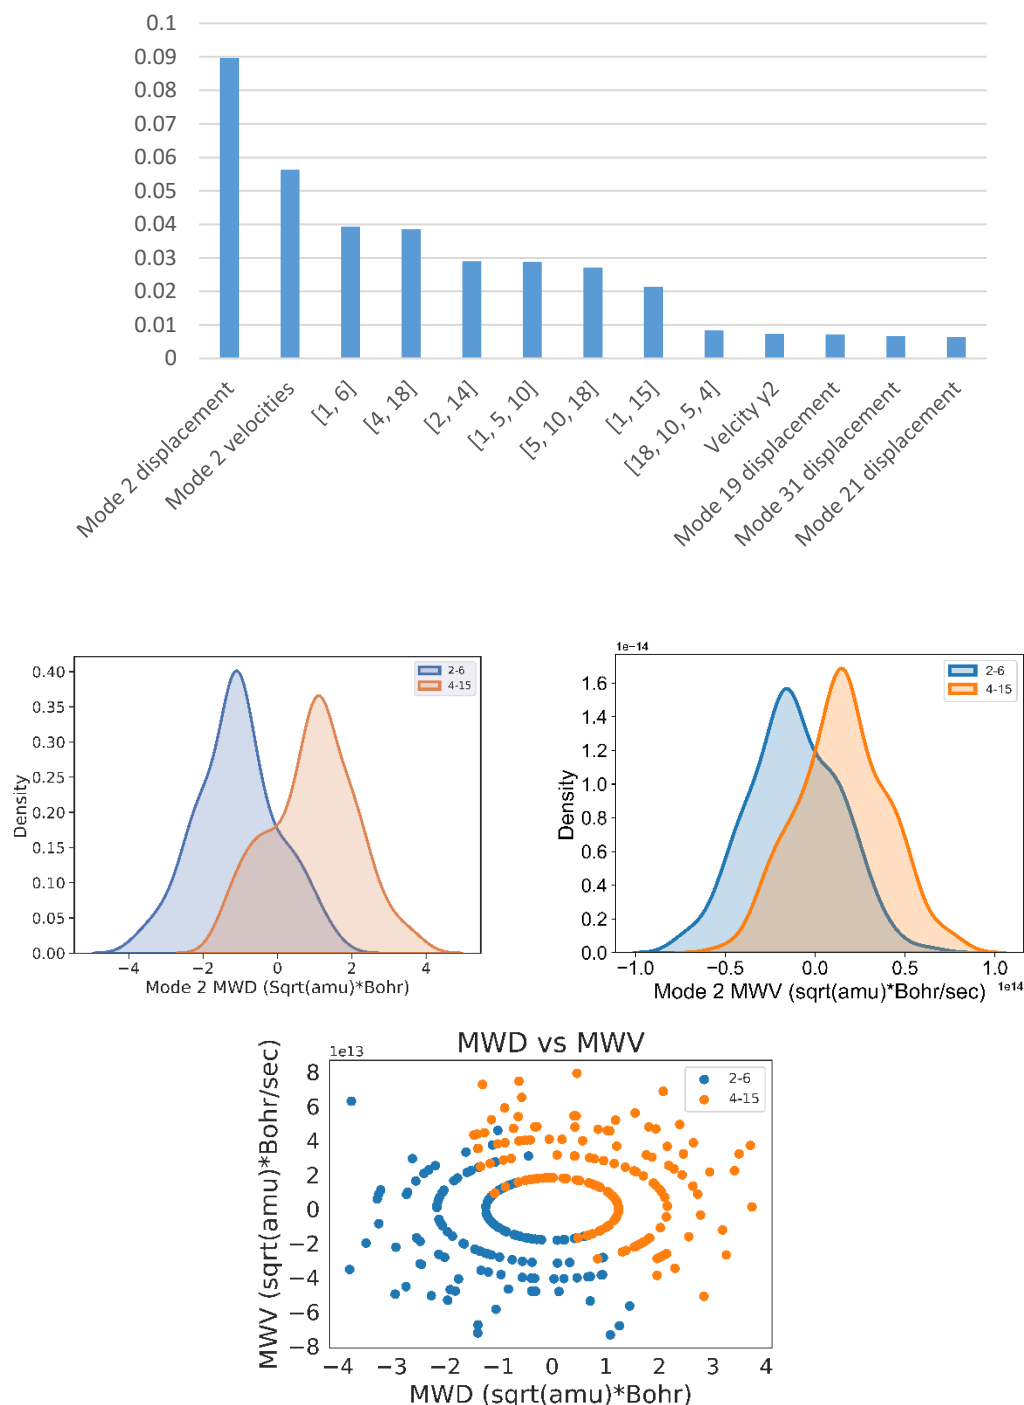 0.1
0.09
0.08
0.07
0.06
0.05
0.04
0.03
0.02
0.01
0
Mode 2 displacement
Mode 2 velocities
[1, 6]
[4, 18]
[2, 14]
[1, 5, 10]
[5, 10, 18]
[1, 15]
[18, 10, 5, 4]
Velcity y2
Mode 19 displacement
Mode 31 displacement
Mode 21 displacement
0.40
0.35
0.30
0.25
0.20
0.15
0.10
0.05
0.00
Density
2-6
4-15
−4 −2 0 2 4
Mode 2 MWD (Sqrt(amu)*Bohr)
1e−14
1.6
1.4
1.2
1.0
0.8
0.6
0.4
0.2
0.0
Density
2-6
4-15
−1.0 −0.5 0.0 0.5 1.0
1e14
Mode 2 MWV (sqrt(amu)*Bohr/sec)
MWD vs MWV
1e13
8
6
4
2
0
−2
−4
−6
−8
MWV (sqrt(amu)*Bohr/sec)
2-6
4-15
−4 −3 −2 −1 0 1 2 3 4
MWD (sqrt(amu)*Bohr)